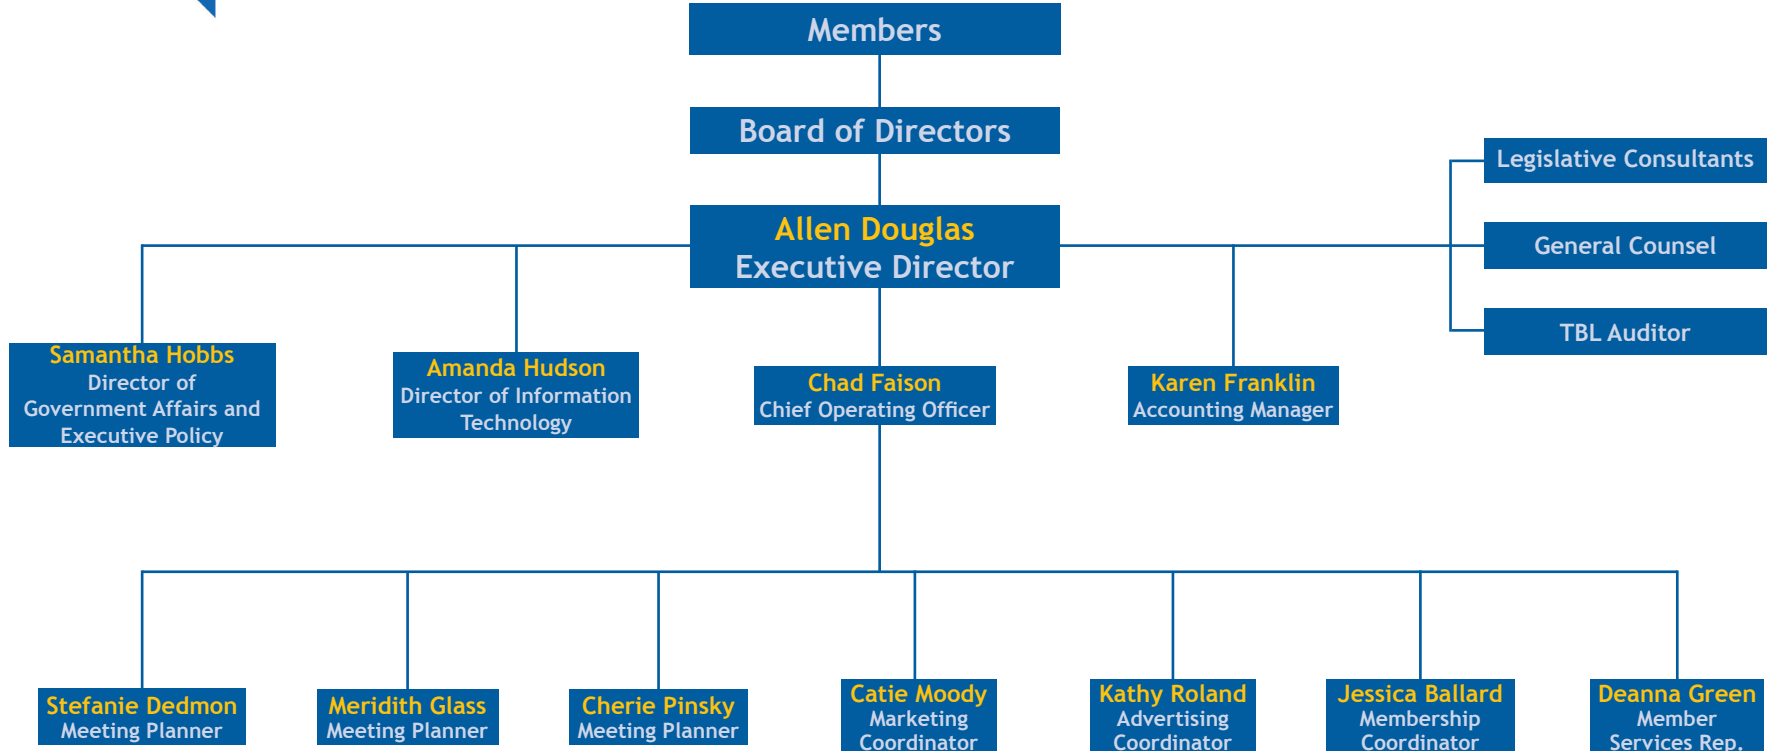 Members
Board of Directors
Allen Douglas
Executive Director
Legislative Consultants
General Counsel
TBL Auditor
Samantha Hobbs
Director of
Government Affairs and
Executive Policy
Amanda Hudson
Director of Information
Technology
Chad Faison
Chief Operating Officer
Karen Franklin
Accounting Manager
Stefanie Dedmon
Meeting Planner
Meridith Glass
Meeting Planner
Cherie Pinsky
Meeting Planner
Catie Moody
Marketing
Coordinator
Kathy Roland
Advertising
Coordinator
Jessica Ballard
Membership
Coordinator
Deanna Green
Member
Services Rep.